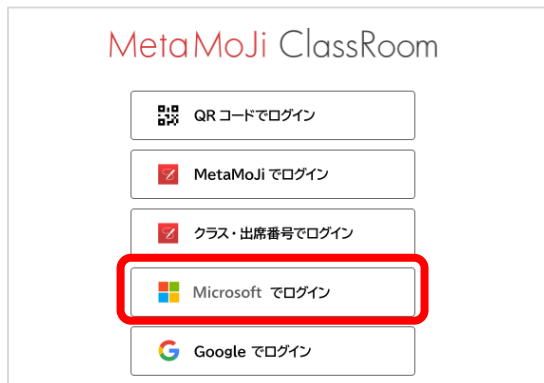 MetaMoJi ClassRoom
QR コードでログイン
MetaMoJi でログイン
クラス・出席番号でログイン
Microsoft でログイン
Google でログイン